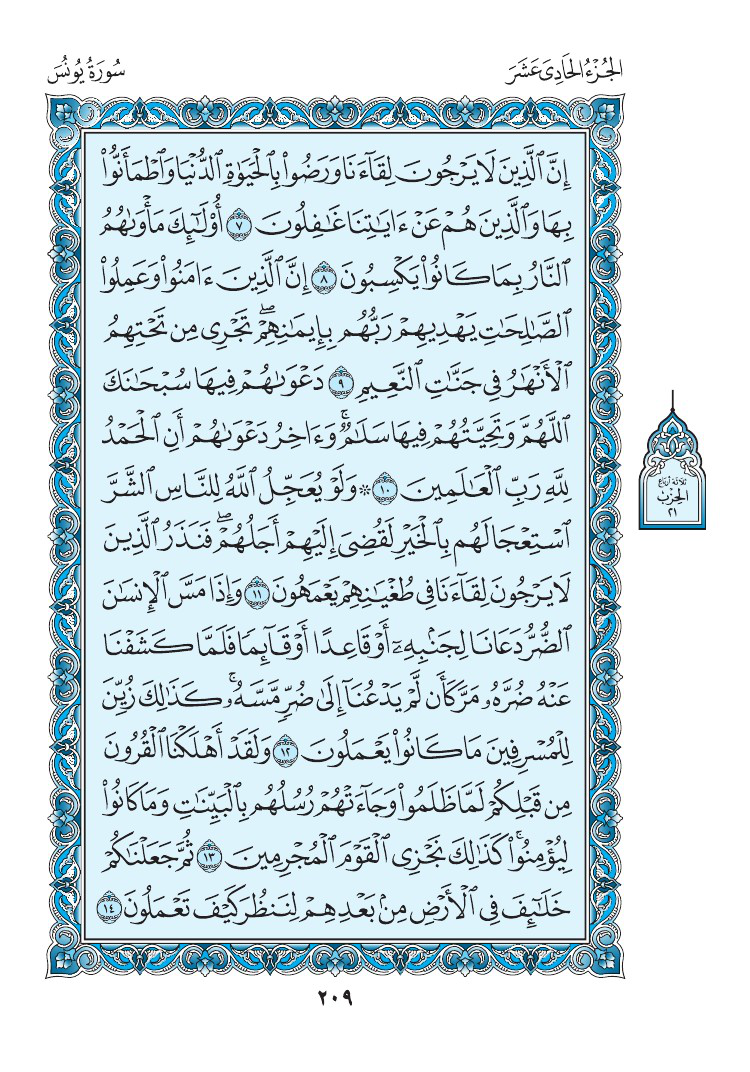 الجُزْءُ الحَادِي عَشَرَ
سُورَةُ يُونُسَ
إِنَّ ٱلَّذِينَ لَا يَرْجُونَ لِقَآءَنَا وَرَضُوا۟ بِٱلْحَيَوٰةِ ٱلدُّنْيَا وَٱطْمَأَنُّوا۟
بِهَا وَٱلَّذِينَ هُمْ عَنْ ءَايَٰتِنَا غَٰفِلُونَ ٧ أُو۟لَٰٓئِكَ مَأْوَىٰهُمُ
ٱلنَّارُ بِمَا كَانُوا۟ يَكْسِبُونَ ٨ إِنَّ ٱلَّذِينَ ءَامَنُوا۟ وَعَمِلُوا۟
ٱلصَّٰلِحَٰتِ يَهْدِيهِمْ رَبُّهُم بِإِيمَٰنِهِمْ ۖ تَجْرِى مِن تَحْتِهِمُ
ٱلْأَنْهَٰرُ فِى جَنَّٰتِ ٱلنَّعِيمِ ٩ دَعْوَىٰهُمْ فِيهَا سُبْحَٰنَكَ
ٱللَّهُمَّ وَتَحِيَّتُهُمْ فِيهَا سَلَٰمٌ ۚ وَءَاخِرُ دَعْوَىٰهُمْ أَنِ ٱلْحَمْدُ
لِلَّهِ رَبِّ ٱلْعَٰلَمِينَ ١٠ ۞ وَلَوْ يُعَجِّلُ ٱللَّهُ لِلنَّاسِ ٱلشَّرَّ
ٱسْتِعْجَالَهُم بِٱلْخَيْرِ لَقُضِىَ إِلَيْهِمْ أَجَلُهُمْ ۖ فَنَذَرُ ٱلَّذِينَ
لَا يَرْجُونَ لِقَآءَنَا فِى طُغْيَٰنِهِمْ يَعْمَهُونَ ١١ وَإِذَا مَسَّ ٱلْإِنسَٰنَ
ٱلضُّرُّ دَعَانَا لِجَنۢبِهِۦٓ أَوْ قَاعِدًا أَوْ قَآئِمًا فَلَمَّا كَشَفْنَا
عَنْهُ ضُرَّهُۥ مَرَّ كَأَن لَّمْ يَدْعُنَآ إِلَىٰ ضُرٍّ مَّسَّهُۥ ۚ كَذَٰلِكَ زُيِّنَ
لِلْمُسْرِفِينَ مَا كَانُوا۟ يَعْمَلُونَ ١٢ وَلَقَدْ أَهْلَكْنَا ٱلْقُرُونَ
مِن قَبْلِكُمْ لَمَّا ظَلَمُوا۟ وَجَآءَتْهُمْ رُسُلُهُم بِٱلْبَيِّنَٰتِ وَمَا كَانُوا۟
لِيُؤْمِنُوا۟ ۚ كَذَٰلِكَ نَجْزِى ٱلْقَوْمَ ٱلْمُجْرِمِينَ ١٣ ثُمَّ جَعَلْنَٰكُمْ
خَلَٰٓئِفَ فِى ٱلْأَرْضِ مِنۢ بَعْدِهِمْ لِنَنظُرَ كَيْفَ تَعْمَلُونَ ١٤
ثلاثة أرباع
الحزب
٢١
٢٠٩